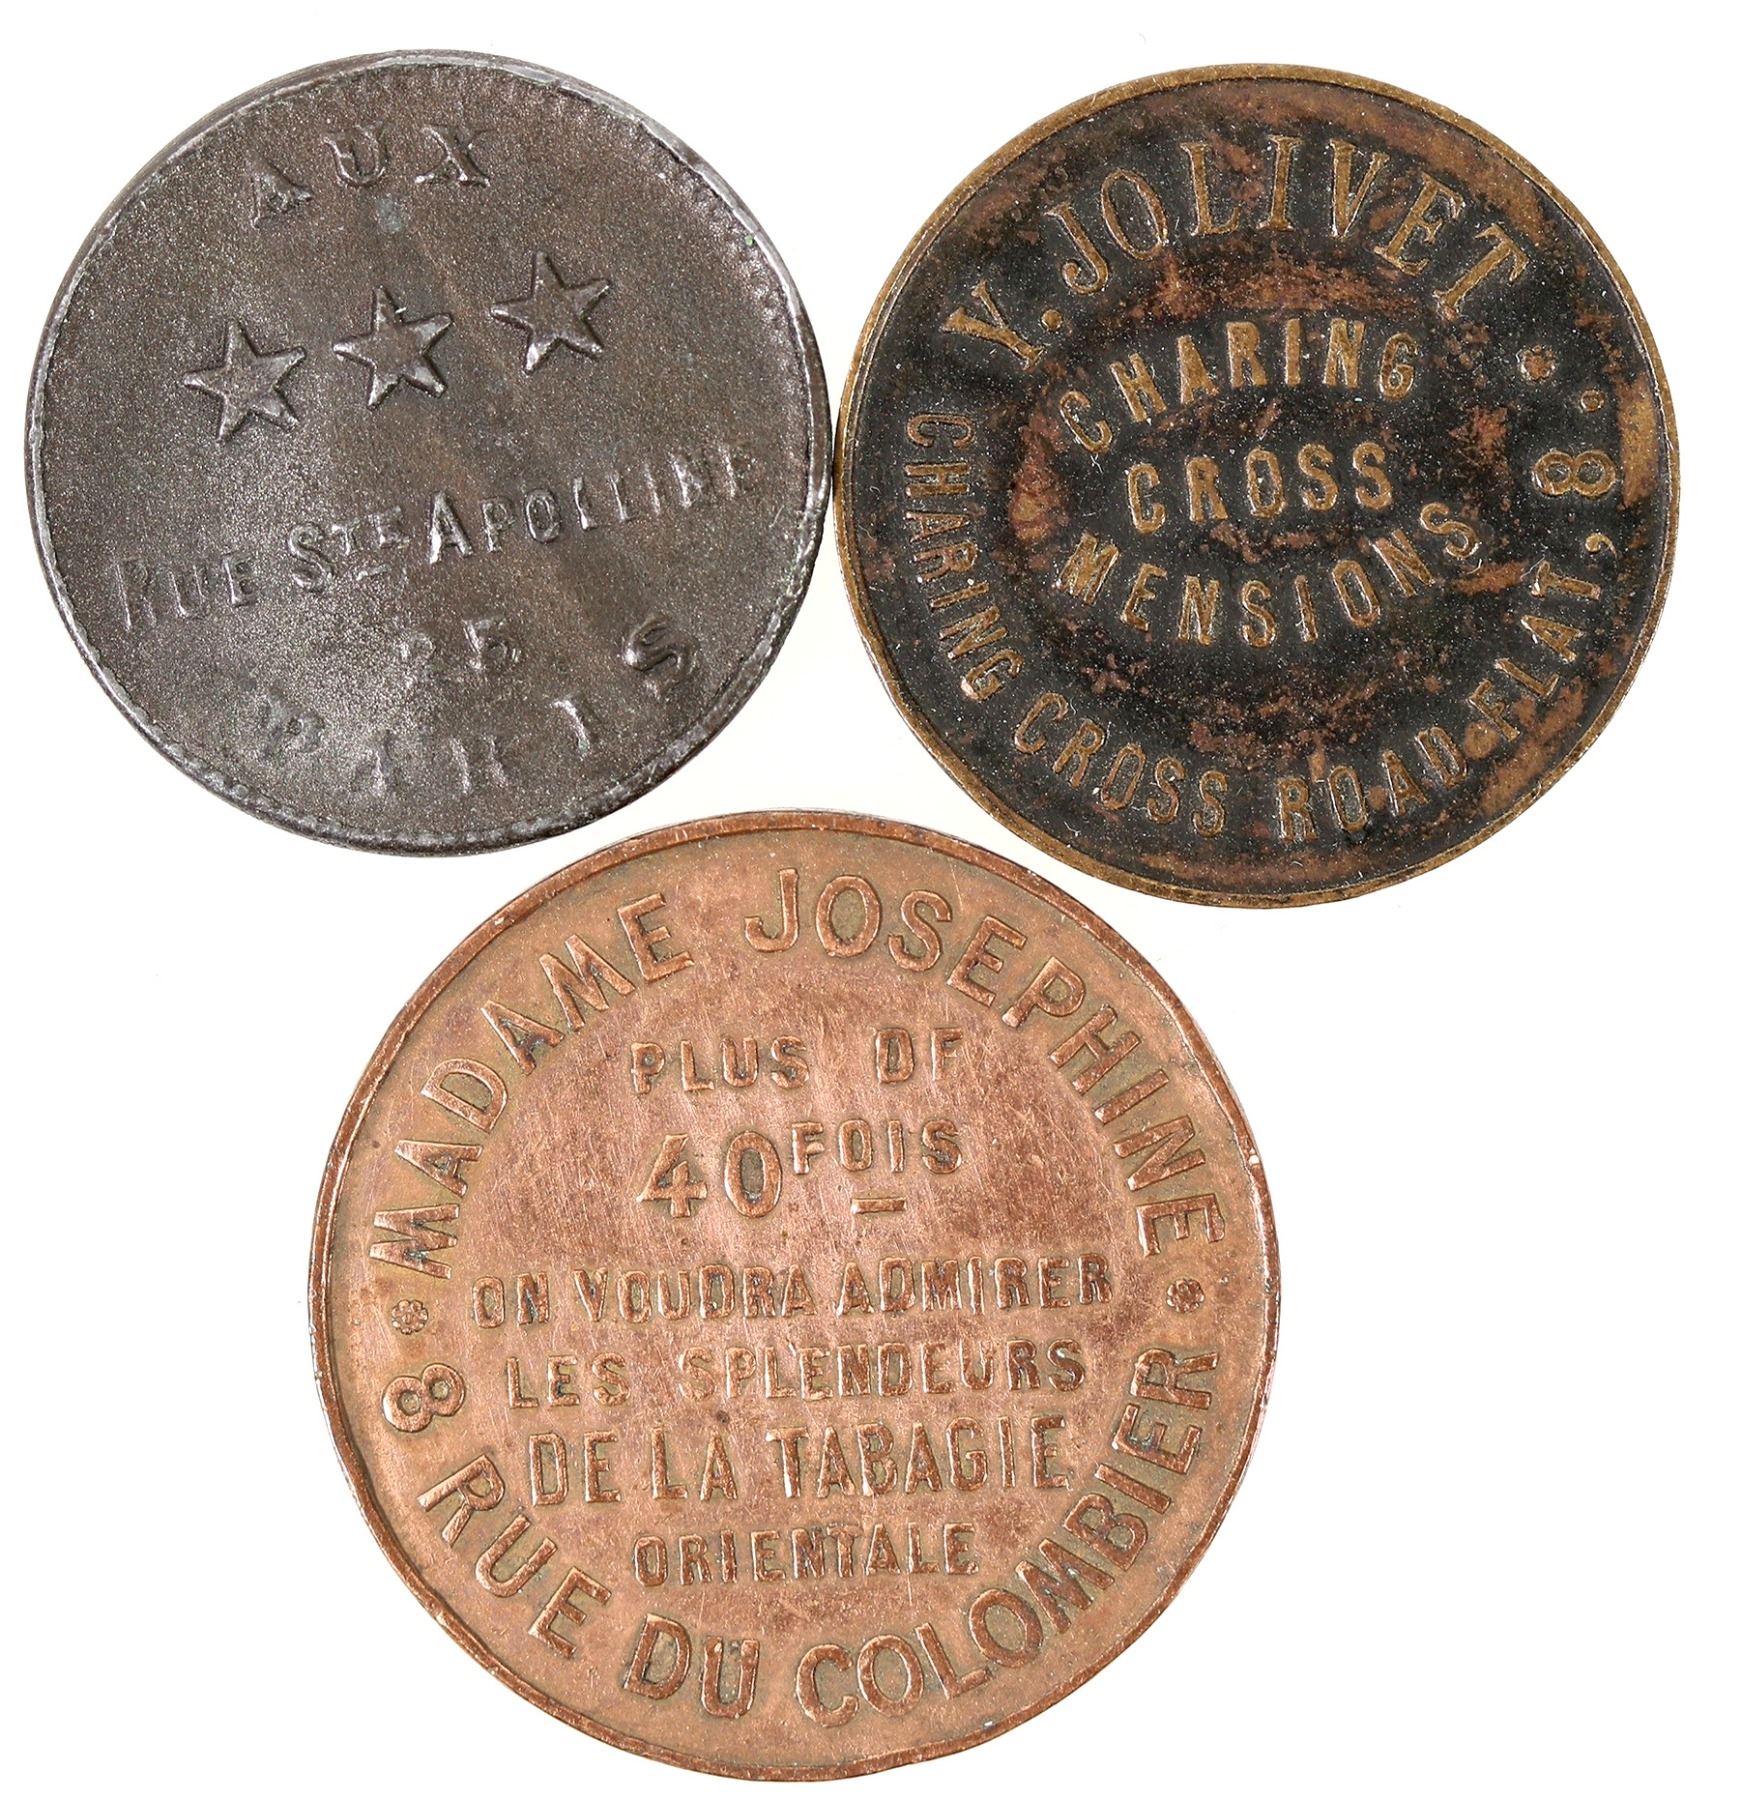 AUX
RUE STE APOLLINE
25
PARIS
Y. JOLIVET
CHARING
CROSS
MENSIONS
CHARING CROSS ROAD. FLAT, 8.
MADAME JOSEPHINE
PLUS DE
40 FOIS
ON VOUDRA ADMIRER
LES SPLENDEURS
DE LA TABAGIE
ORIENTALE
8 RUE DU COLOMBIER